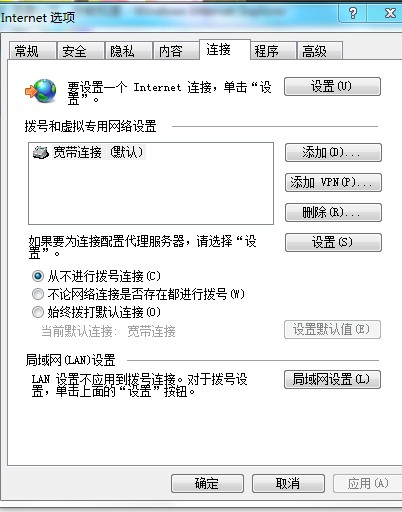 Internet 选项
常规 安全 隐私 内容 连接 程序 高级
要设置一个 Internet 连接，单击“设 设置(U)
置”。
拨号和虚拟专用网络设置
宽带连接 (默认) 添加(D)...
添加 VPN(P)...
删除(R)...
如果要为连接配置代理服务器，请选择“设 设置(S)
置”。
从不进行拨号连接(C)
不论网络连接是否存在都进行拨号(W)
始终拨打默认连接(O)
当前默认连接: 宽带连接 设置默认值(E)
局域网(LAN)设置
LAN 设置不应用到拨号连接。对于拨号设 局域网设置(L)
置，单击上面的“设置”按钮。
确定 取消 应用(A)